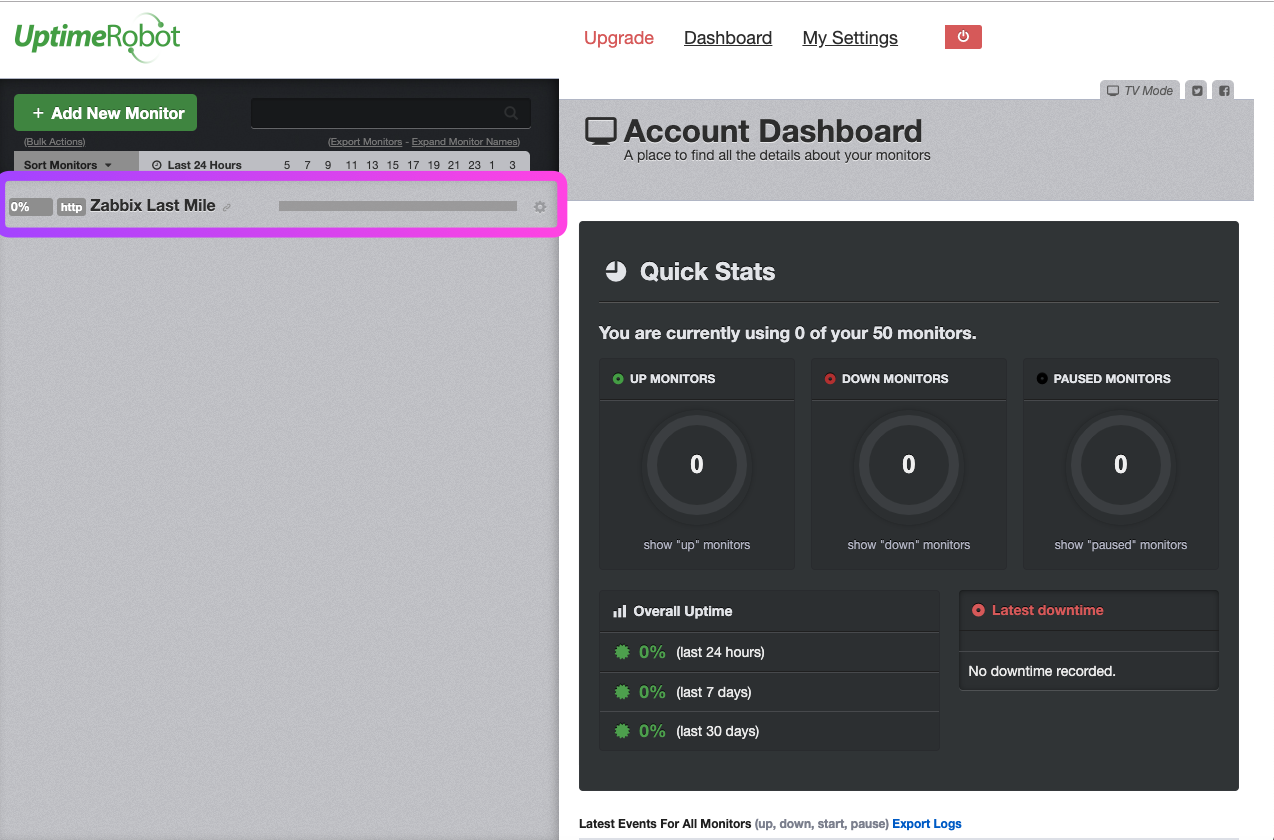 UptimeRobot
Upgrade Dashboard My Settings
+ Add New Monitor
(Bulk Actions)
(Export Monitors - Expand Monitor Names)
Sort Monitors Last 24 Hours 5 7 9 11 13 15 17 19 21 23 1 3
0% http Zabbix Last Mile
TV Mode
Account Dashboard
A place to find all the details about your monitors
Quick Stats
You are currently using 0 of your 50 monitors.
UP MONITORS
0
show "up" monitors
DOWN MONITORS
0
show "down" monitors
PAUSED MONITORS
0
show "paused" monitors
Overall Uptime
0% (last 24 hours)
0% (last 7 days)
0% (last 30 days)
Latest downtime
No downtime recorded.
Latest Events For All Monitors (up, down, start, pause) Export Logs